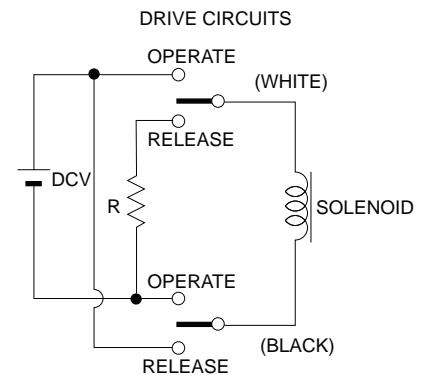 DRIVE CIRCUITS
OPERATE
(WHITE)
RELEASE
DCV
R
SOLENOID
OPERATE
(BLACK)
RELEASE